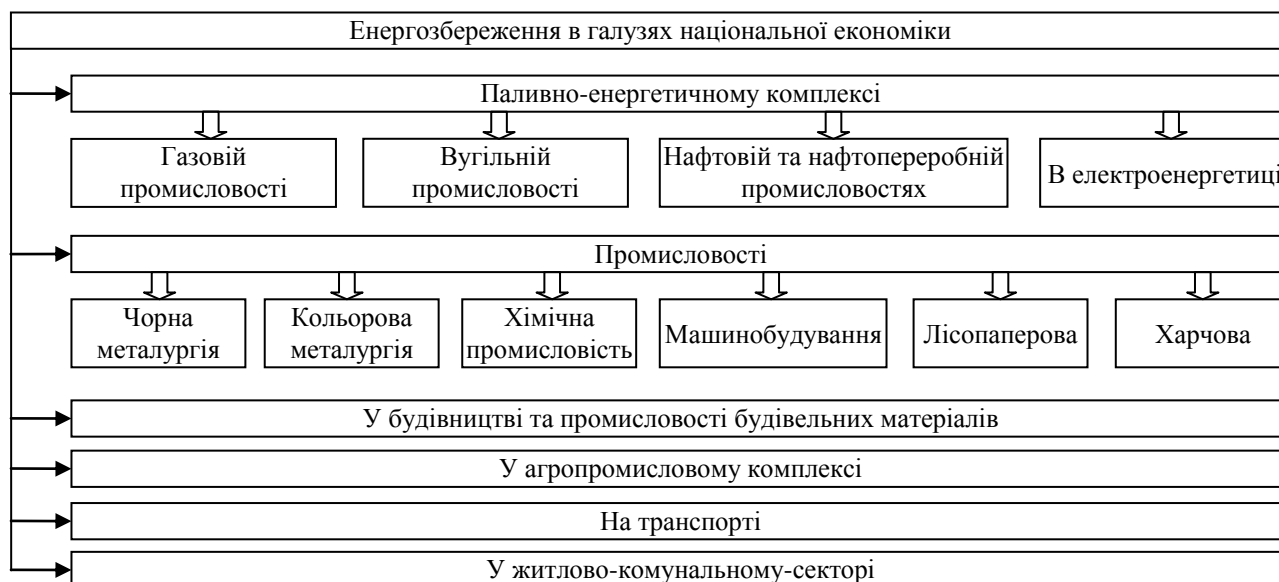 Енергозбереження в галузях національної економіки
Паливно-енергетичному комплексі
Газовій
промисловості
Вугільній
промисловості
Нафтовій та нафтопереробній
промисловостях
В електроенергетиці
Промисловості
Чорна
металургія
Кольорова
металургія
Хімічна
промисловість
Машинобудування
Лісопаперова
Харчова
У будівництві та промисловості будівельних матеріалів
У агропромисловому комплексі
На транспорті
У житлово-комунальному-секторі